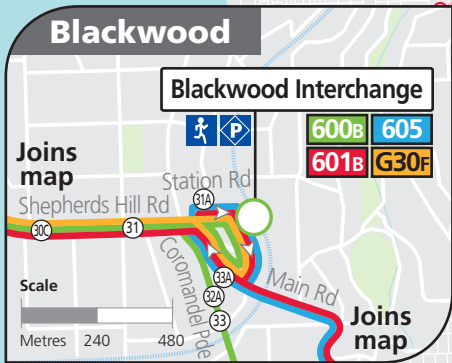 Blackwood
Blackwood Interchange
P
600B 605
601B G30F
Joins
map
Station Rd
31A
Shepherds Hill Rd
30C
31
Coromandel Pde
33A
32A
33
Main Rd
Scale
Metres 240 480
Joins
map